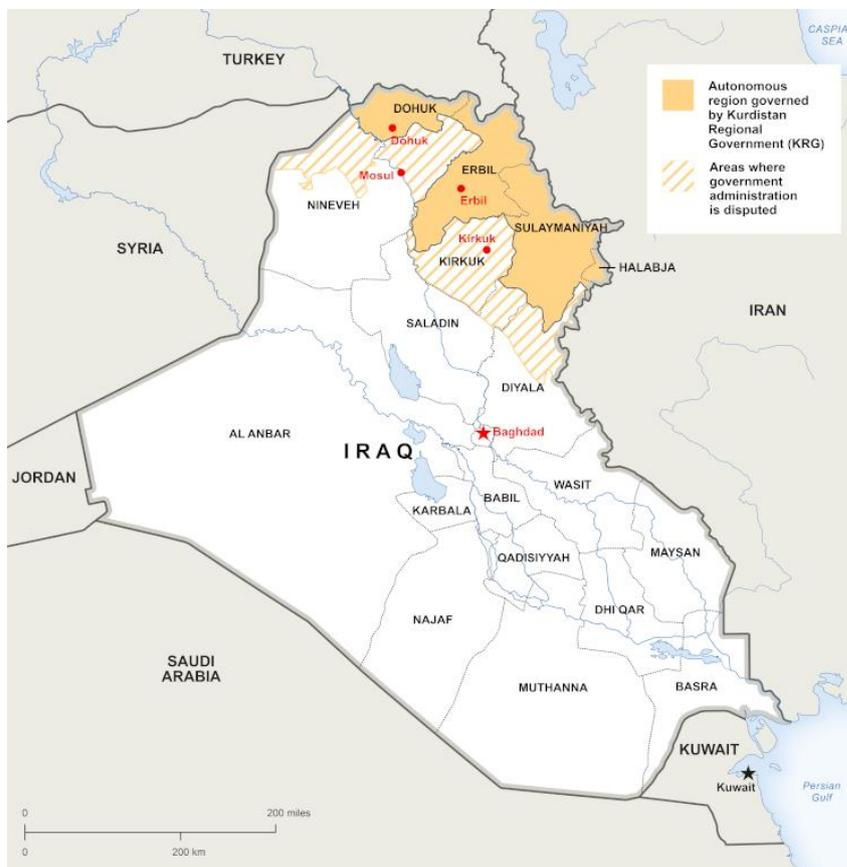 CASPIA
SEA
TURKEY
Autonomous
region governed
by Kurdistan
Regional
Government (KRG)
Areas where
government
administration
is disputed
DOHUK
Dohuk
Mosul
ERBIL
Erbil
NINEVEH
SULAYMANIYAH
Kirkuk
KIRKUK
SYRIA
HALABJA
IRAN
SALADIN
DIYALA
AL ANBAR
Baghdad
IRAQ
JORDAN
WASIT
KARBALA
BABIL
QADISIYYAH
MAYSAN
NAJAF
DHI QAR
SAUDI
ARABIA
MUTHANNA
BASRA
KUWAIT
Kuwait
Persian
Gulf
0
200 miles
0
200 km